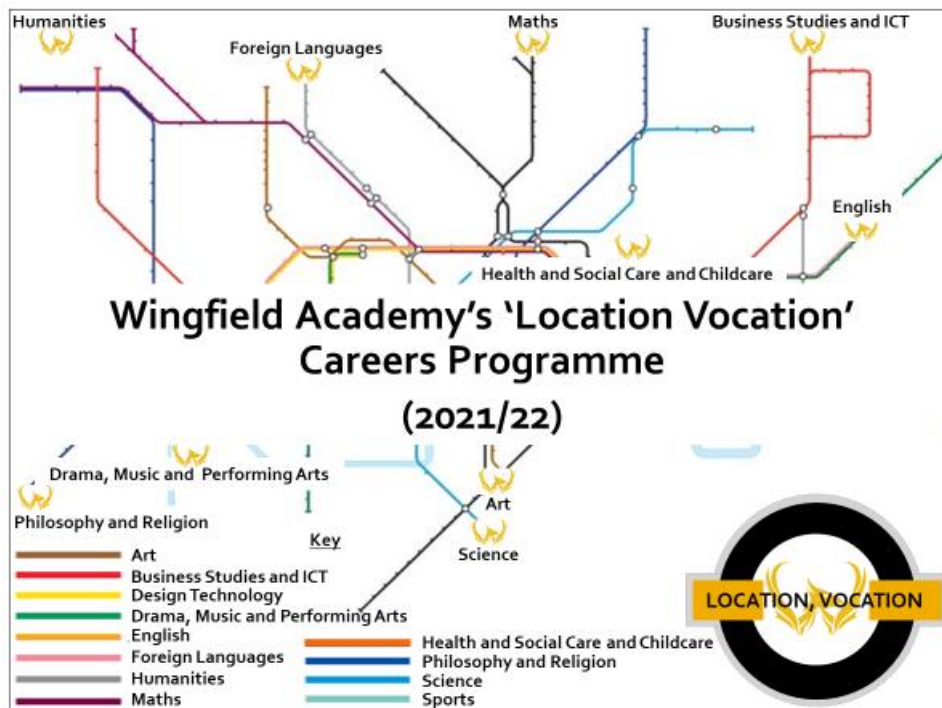 Humanities
Foreign Languages
Maths
Business Studies and ICT
English
Health and Social Care and Childcare
Wingfield Academy’s ‘Location Vocation’
Careers Programme
(2021/22)
Drama, Music and Performing Arts
Philosophy and Religion
Art
Science
Key
Art
Business Studies and ICT
Design Technology
Drama, Music and Performing Arts
English
Foreign Languages
Humanities
Maths
Health and Social Care and Childcare
Philosophy and Religion
Science
Sports
LOCATION, VOCATION